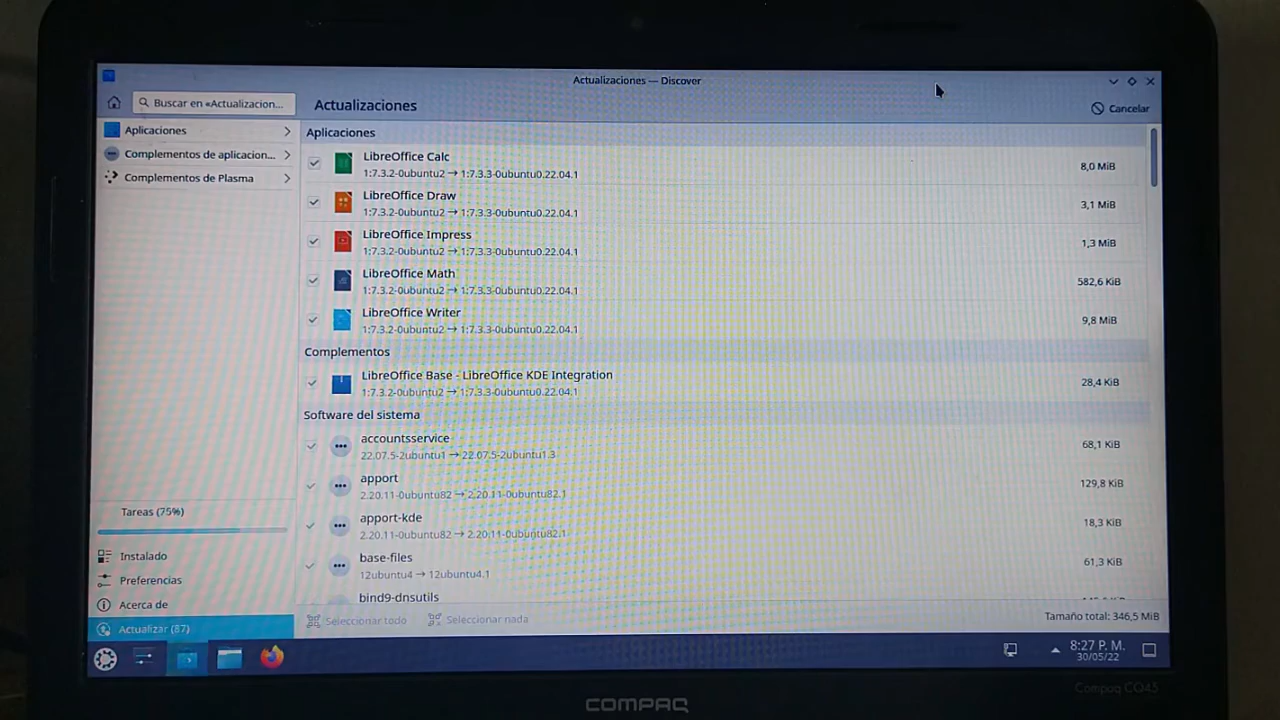 Actualizaciones — Discover
Buscar en «Actualizacion...
Actualizaciones
Cancelar
Aplicaciones
Complementos de aplicacion...
Complementos de Plasma
Aplicaciones
LibreOffice Calc
1:7.3.2-0ubuntu2 → 1:7.3.3-0ubuntu0.22.04.1
8,0 MiB
LibreOffice Draw
1:7.3.2-0ubuntu2 → 1:7.3.3-0ubuntu0.22.04.1
3,1 MiB
LibreOffice Impress
1:7.3.2-0ubuntu2 → 1:7.3.3-0ubuntu0.22.04.1
1,3 MiB
LibreOffice Math
1:7.3.2-0ubuntu2 → 1:7.3.3-0ubuntu0.22.04.1
582,6 KiB
LibreOffice Writer
1:7.3.2-0ubuntu2 → 1:7.3.3-0ubuntu0.22.04.1
9,8 MiB
Complementos
LibreOffice Base - LibreOffice KDE Integration
1:7.3.2-0ubuntu2 → 1:7.3.3-0ubuntu0.22.04.1
28,4 KiB
Software del sistema
accountsservice
22.07.5-2ubuntu1 → 22.07.5-2ubuntu1.3
68,1 KiB
apport
2.20.11-0ubuntu82 → 2.20.11-0ubuntu82.1
129,8 KiB
apport-kde
2.20.11-0ubuntu82 → 2.20.11-0ubuntu82.1
18,3 KiB
base-files
12ubuntu4 → 12ubuntu4.1
61,3 KiB
bind9-dnsutils
Tareas (75%)
Instalado
Preferencias
Acerca de
Actualizar (87)
Seleccionar todo
Seleccionar nada
Tamaño total: 346,5 MiB
8:27 P. M.
30/05/22
COMPAQ
Compaq CQ45